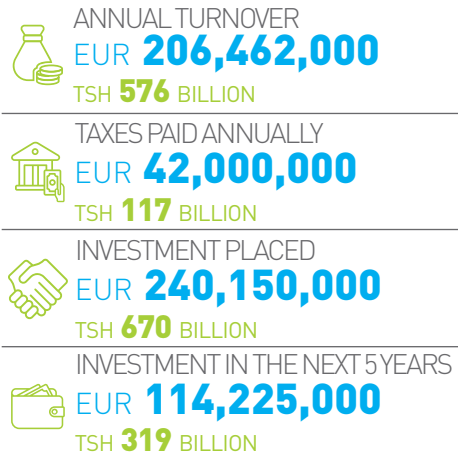 ANNUAL TURNOVER
EUR 206,462,000
TSH 576 BILLION
TAXES PAID ANNUALLY
EUR 42,000,000
TSH 117 BILLION
INVESTMENT PLACED
EUR 240,150,000
TSH 670 BILLION
INVESTMENT IN THE NEXT 5 YEARS
EUR 114,225,000
TSH 319 BILLION